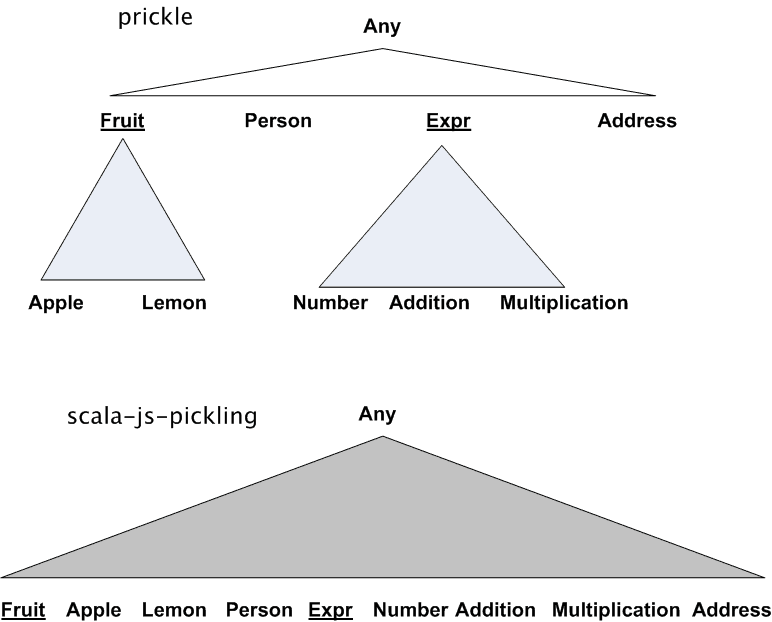 prickle
Any
Fruit Person Expr Address
Apple Lemon Number Addition Multiplication
scala-js-pickling
Any
Fruit Apple Lemon Person Expr Number Addition Multiplication Address